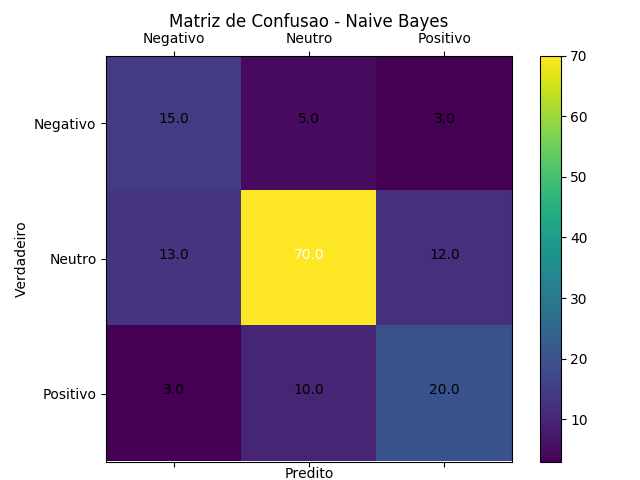 Matriz de Confusao - Naive Bayes
Negativo Neutro Positivo
Negativo 15.0 5.0 3.0
Neutro 13.0 70.0 12.0
Positivo 3.0 10.0 20.0
Verdadeiro
Predito
70
60
50
40
30
20
10